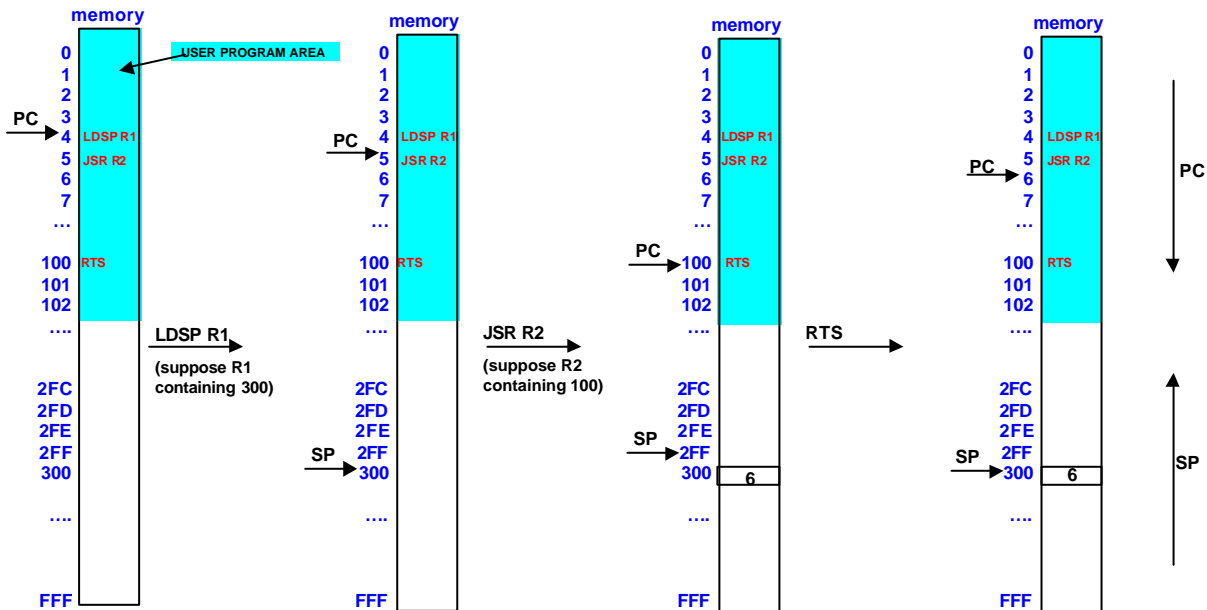 memory
0
1
2
3
4
5
6
7
...
100
101
102
....
2FC
2FD
2FE
2FF
300
....
FFF
PC
USER PROGRAM AREA
LDSP R1
JSR R2
RTS
LDSP R1
(suppose R1
containing 300)
memory
0
1
2
3
4
5
6
7
...
100
101
102
....
2FC
2FD
2FE
2FF
300
....
FFF
PC
LDSP R1
JSR R2
RTS
SP
JSR R2
(suppose R2
containing 100)
memory
0
1
2
3
4
5
6
7
...
100
101
102
....
2FC
2FD
2FE
2FF
300
....
FFF
LDSP R1
JSR R2
PC
RTS
SP
6
RTS
memory
0
1
2
3
4
5
6
7
...
100
101
102
....
2FC
2FD
2FE
2FF
300
....
FFF
LDSP R1
JSR R2
PC
RTS
SP
6
PC
SP